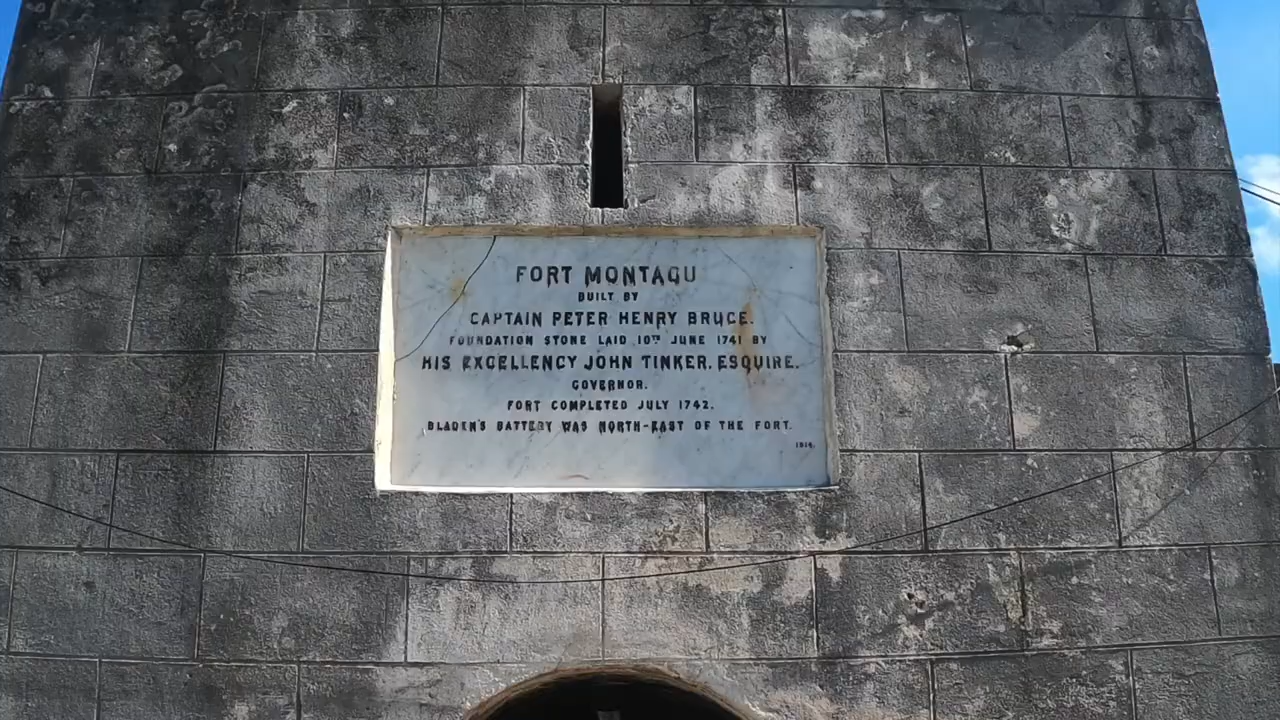 FORT MONTAGU
BUILT BY
CAPTAIN PETER HENRY BRUCE.
FOUNDATION STONE LAID 10TH JUNE 1741 BY
HIS EXCELLENCY JOHN TINKER, ESQUIRE.
GOVERNOR.
FORT COMPLETED JULY 1742.
BLADEN'S BATTERY WAS NORTH-EAST OF THE FORT.